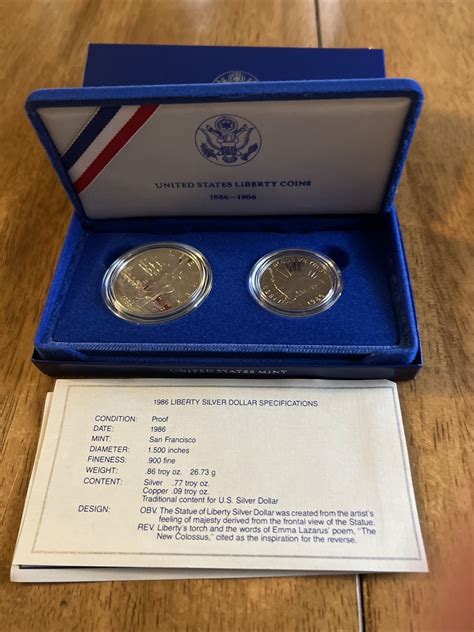 UNITED STATES LIBERTY COINS
1886-1986
LIBERTY
1986
UNITED STATES MINT
1986 LIBERTY SILVER DOLLAR SPECIFICATIONS
CONDITION: Proof
DATE: 1986
MINT: San Francisco
DIAMETER: 1.500 inches
FINENESS: .900 fine
WEIGHT: .86 troy oz. 26.73 g
CONTENT: Silver .77 troy oz.
Copper .09 troy oz.
Traditional content for U.S. Silver Dollar
DESIGN: OBV. The Statue of Liberty Silver Dollar was created from the artist's
feeling of majesty derived from the frontal view of the Statue.
REV. Liberty's torch and the words of Emma Lazarus' poem, "The
New Colossus," cited as the inspiration for the reverse.